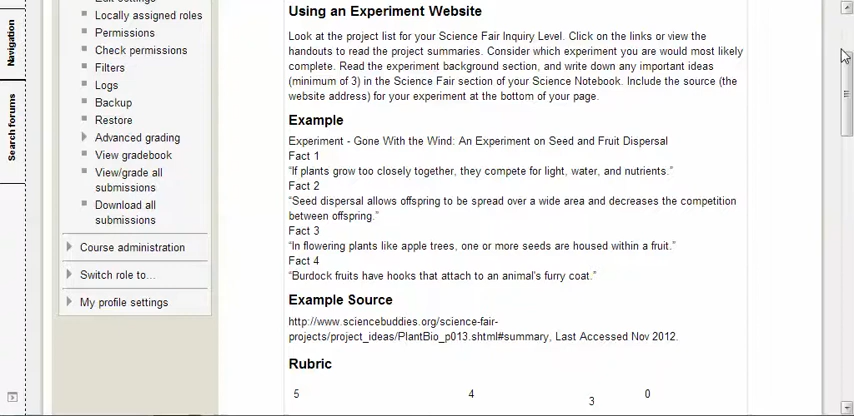 Navigation
Search forums
Locally assigned roles
Permissions
Check permissions
Filters
Logs
Backup
Restore
Advanced grading
View gradebook
View/grade all
submissions
Download all
submissions
Course administration
Switch role to...
My profile settings
Using an Experiment Website
Look at the project list for your Science Fair Inquiry Level. Click on the links or view the
handouts to read the project summaries. Consider which experiment you are would most likely
complete. Read the experiment background section, and write down any important ideas
(minimum of 3) in the Science Fair section of your Science Notebook. Include the source (the
website address) for your experiment at the bottom of your page.
Example
Experiment - Gone With the Wind: An Experiment on Seed and Fruit Dispersal
Fact 1
“If plants grow too closely together, they compete for light, water, and nutrients.”
Fact 2
“Seed dispersal allows offspring to be spread over a wide area and decreases the competition
between offspring.”
Fact 3
“In flowering plants like apple trees, one or more seeds are housed within a fruit.”
Fact 4
“Burdock fruits have hooks that attach to an animal's furry coat.”
Example Source
http://www.sciencebuddies.org/science-fair-
projects/project_ideas/PlantBio_p013.shtml#summary, Last Accessed Nov 2012.
Rubric
5 4 3 0